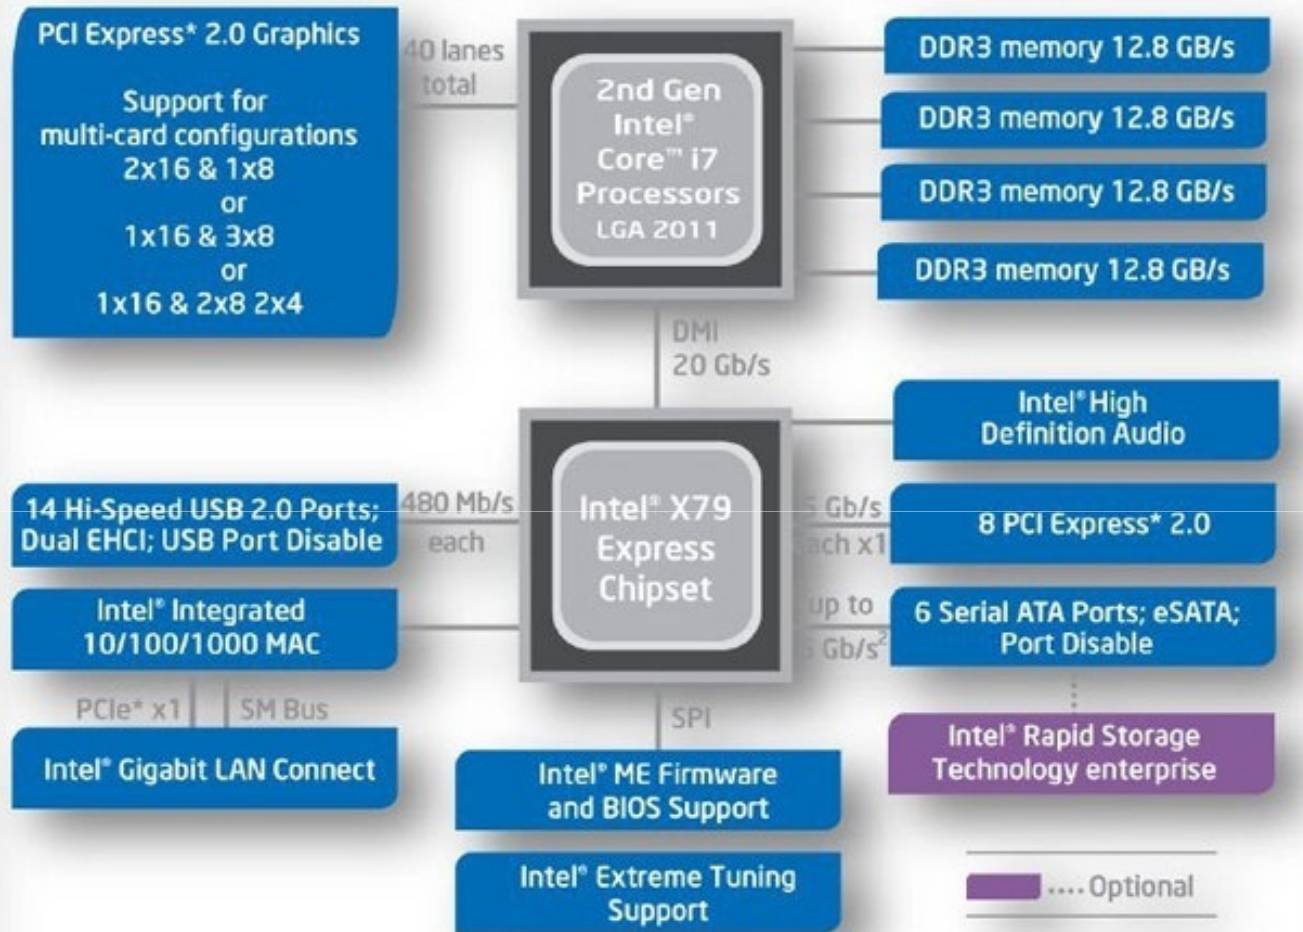 PCI Express* 2.0 Graphics
Support for
multi-card configurations
2x16 & 1x8
or
1x16 & 3x8
or
1x16 & 2x8 2x4
40 lanes
total
2nd Gen
Intel®
Core™ i7
Processors
LGA 2011
DDR3 memory 12.8 GB/s
DDR3 memory 12.8 GB/s
DDR3 memory 12.8 GB/s
DDR3 memory 12.8 GB/s
DMI
20 Gb/s
Intel® High
Definition Audio
14 Hi-Speed USB 2.0 Ports;
Dual EHCI; USB Port Disable
480 Mb/s
each
Intel® X79
Express
Chipset
Gb/s
x1
8 PCI Express* 2.0
Intel® Integrated
10/100/1000 MAC
up to
Gb/s²
6 Serial ATA Ports; eSATA;
Port Disable
PCIe* x1
SM Bus
SPI
Intel® Gigabit LAN Connect
Intel® ME Firmware
and BIOS Support
Intel® Rapid Storage
Technology enterprise
Intel® Extreme Tuning
Support
.... Optional